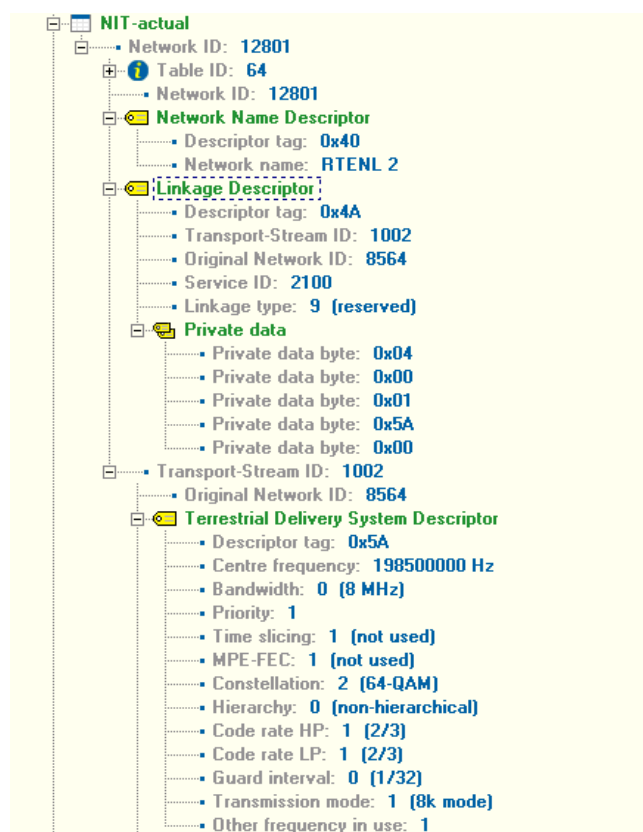 NIT-actual
Network ID: 12801
Table ID: 64
Network ID: 12801
Network Name Descriptor
Descriptor tag: 0x40
Network name: RTENL 2
Linkage Descriptor
Descriptor tag: 0x4A
Transport-Stream ID: 1002
Original Network ID: 8564
Service ID: 2100
Linkage type: 9 (reserved)
Private data
Private data byte: 0x04
Private data byte: 0x00
Private data byte: 0x01
Private data byte: 0x5A
Private data byte: 0x00
Transport-Stream ID: 1002
Original Network ID: 8564
Terrestrial Delivery System Descriptor
Descriptor tag: 0x5A
Centre frequency: 198500000 Hz
Bandwidth: 0 (8 MHz)
Priority: 1
Time slicing: 1 (not used)
MPE-FEC: 1 (not used)
Constellation: 2 (64-QAM)
Hierarchy: 0 (non-hierarchical)
Code rate HP: 1 (2/3)
Code rate LP: 1 (2/3)
Guard interval: 0 (1/32)
Transmission mode: 1 (8k mode)
Other frequency in use: 1